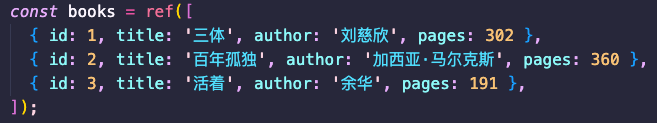 const books = ref([
  { id: 1, title: '三体', author: '刘慈欣', pages: 302 },
  { id: 2, title: '百年孤独', author: '加西亚·马尔克斯', pages: 360 },
  { id: 3, title: '活着', author: '余华', pages: 191 },
]);